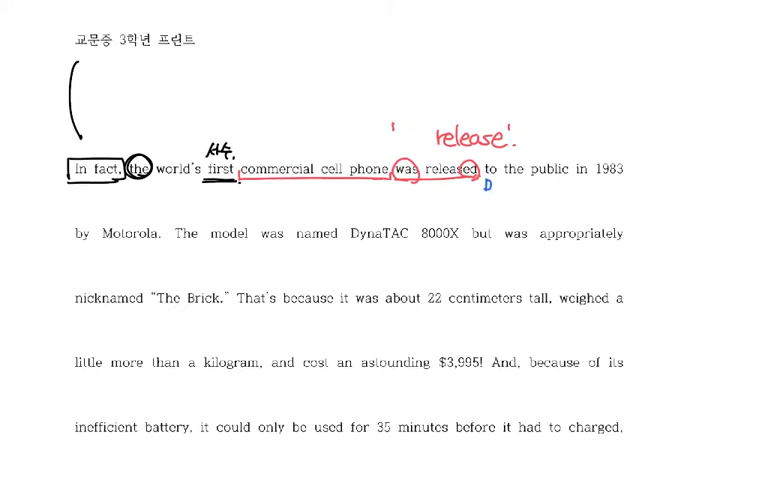 교문중 3학년 프린트
' release'.
서수.
In fact, the world's first commercial cell phone was released to the public in 1983
D
by Motorola. The model was named DynaTAC 8000X but was appropriately
nicknamed "The Brick." That's because it was about 22 centimeters tall, weighed a
little more than a kilogram, and cost an astounding $3,995! And, because of its
inefficient battery, it could only be used for 35 minutes before it had to charged,